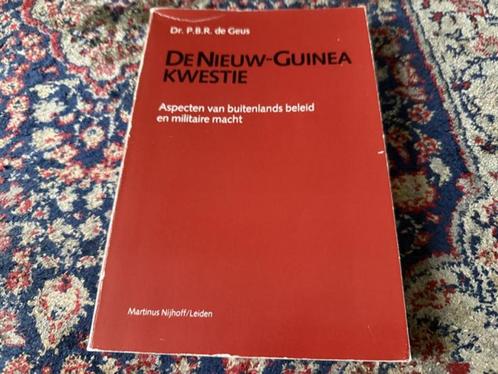 Dr. P.B.R. de Geus
DE NIEUW-GUINEA
KWESTIE
Aspecten van buitenlands beleid
en militaire macht
Martinus Nijhoff/Leiden